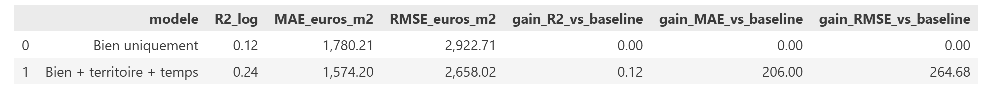 modele R2_log MAE_euros_m2 RMSE_euros_m2 gain_R2_vs_baseline gain_MAE_vs_baseline gain_RMSE_vs_baseline
0 Bien uniquement 0.12 1,780.21 2,922.71 0.00 0.00 0.00
1 Bien + territoire + temps 0.24 1,574.20 2,658.02 0.12 206.00 264.68